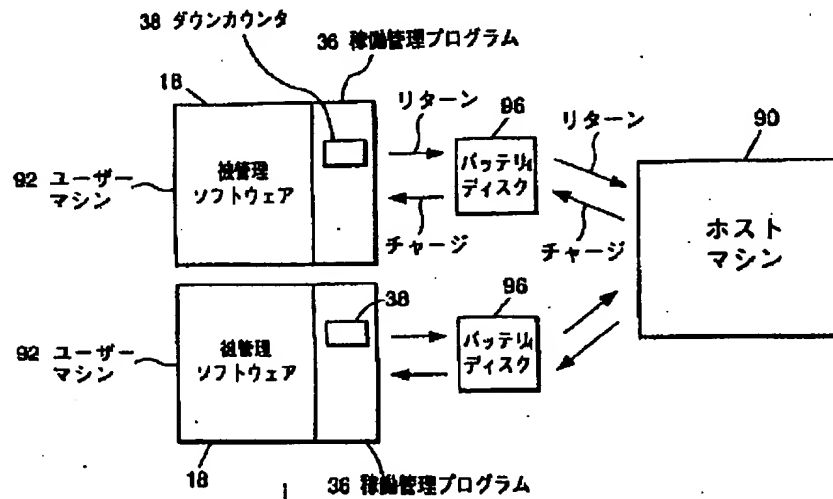 38 ダウンカウンタ
36 稼働管理プログラム
18
リターン
96
リターン
90
92 ユーザー
マシン
被管理
ソフトウェア
バッテリィ
ディスク
チャージ
チャージ
ホスト
マシン
38
96
92 ユーザー
マシン
被管理
ソフトウェア
バッテリィ
ディスク
18
36 稼働管理プログラム